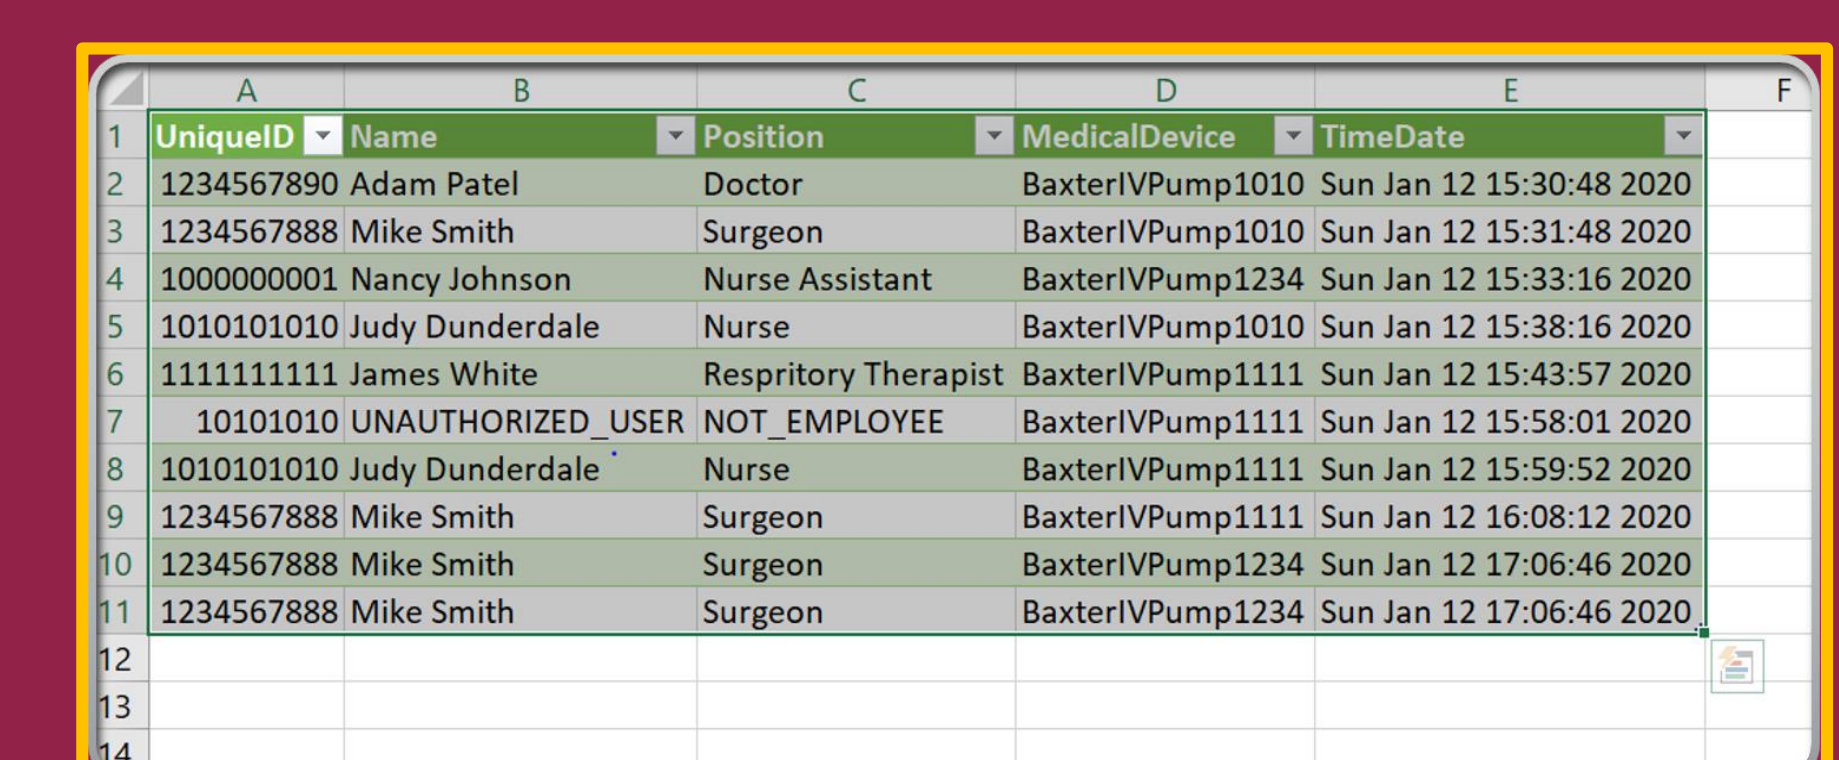 A B C D E F
1 UniqueID Name Position MedicalDevice TimeDate
2 1234567890 Adam Patel Doctor BaxterIVPump1010 Sun Jan 12 15:30:48 2020
3 1234567888 Mike Smith Surgeon BaxterIVPump1010 Sun Jan 12 15:31:48 2020
4 1000000001 Nancy Johnson Nurse Assistant BaxterIVPump1234 Sun Jan 12 15:33:16 2020
5 1010101010 Judy Dunderdale Nurse BaxterIVPump1010 Sun Jan 12 15:38:16 2020
6 1111111111 James White Respritory Therapist BaxterIVPump1111 Sun Jan 12 15:43:57 2020
7 10101010 UNAUTHORIZED_USER NOT_EMPLOYEE BaxterIVPump1111 Sun Jan 12 15:58:01 2020
8 1010101010 Judy Dunderdale Nurse BaxterIVPump1111 Sun Jan 12 15:59:52 2020
9 1234567888 Mike Smith Surgeon BaxterIVPump1111 Sun Jan 12 16:08:12 2020
10 1234567888 Mike Smith Surgeon BaxterIVPump1234 Sun Jan 12 17:06:46 2020
11 1234567888 Mike Smith Surgeon BaxterIVPump1234 Sun Jan 12 17:06:46 2020
12
13
14